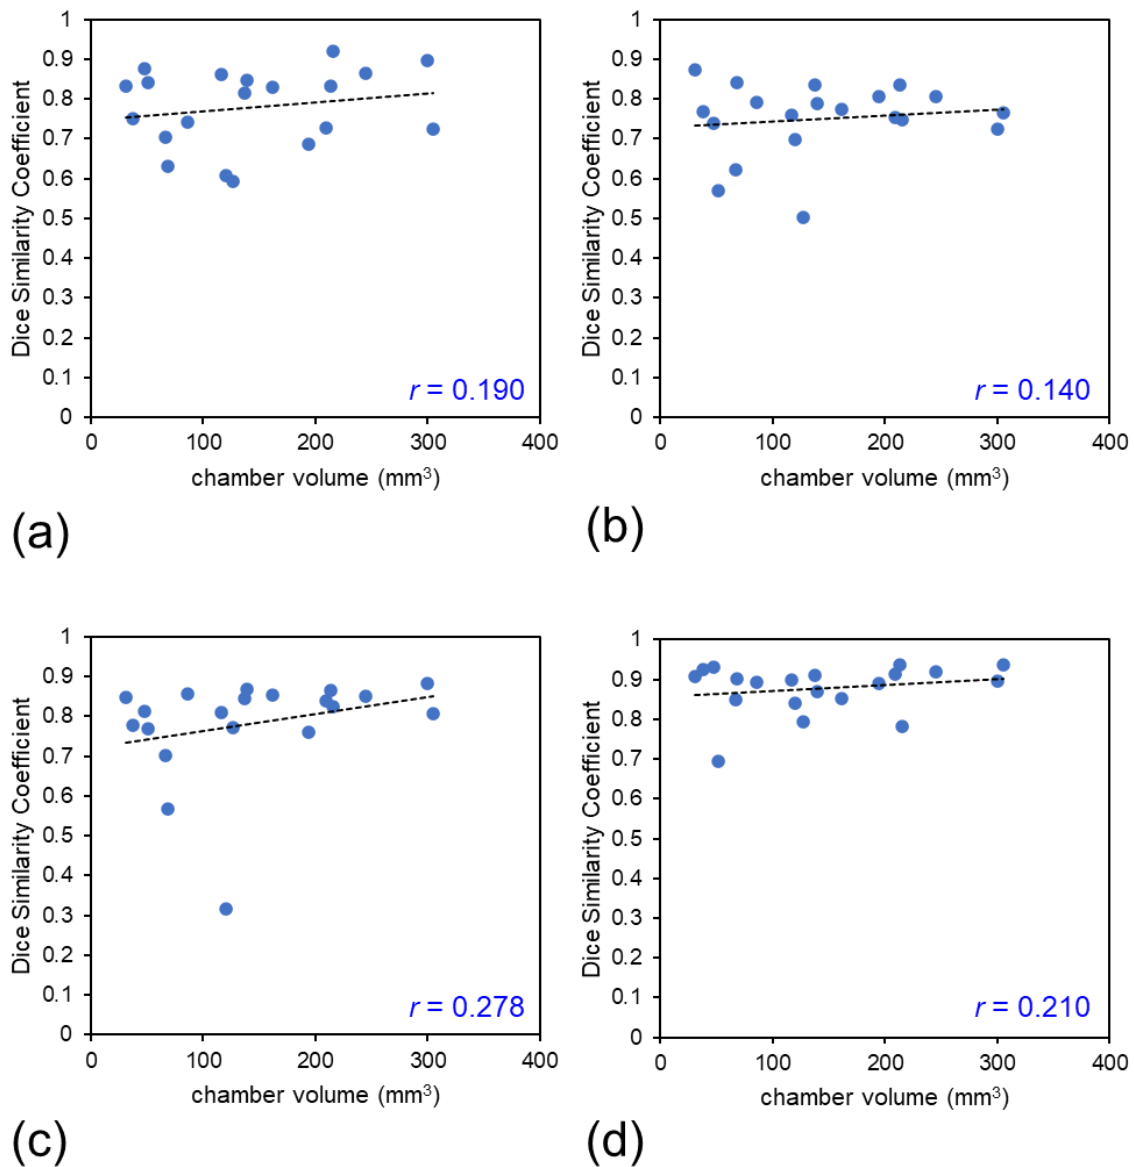 1
0.9
0.8
0.7
0.6
0.5
0.4
0.3
0.2
0.1
0
Dice Similarity Coefficient
r = 0.190
0 100 200 300 400
chamber volume (mm³)
(a)
1
0.9
0.8
0.7
0.6
0.5
0.4
0.3
0.2
0.1
0
Dice Similarity Coefficient
r = 0.140
0 100 200 300 400
chamber volume (mm³)
(b)
1
0.9
0.8
0.7
0.6
0.5
0.4
0.3
0.2
0.1
0
Dice Similarity Coefficient
r = 0.278
0 100 200 300 400
chamber volume (mm³)
(c)
1
0.9
0.8
0.7
0.6
0.5
0.4
0.3
0.2
0.1
0
Dice Similarity Coefficient
r = 0.210
0 100 200 300 400
chamber volume (mm³)
(d)